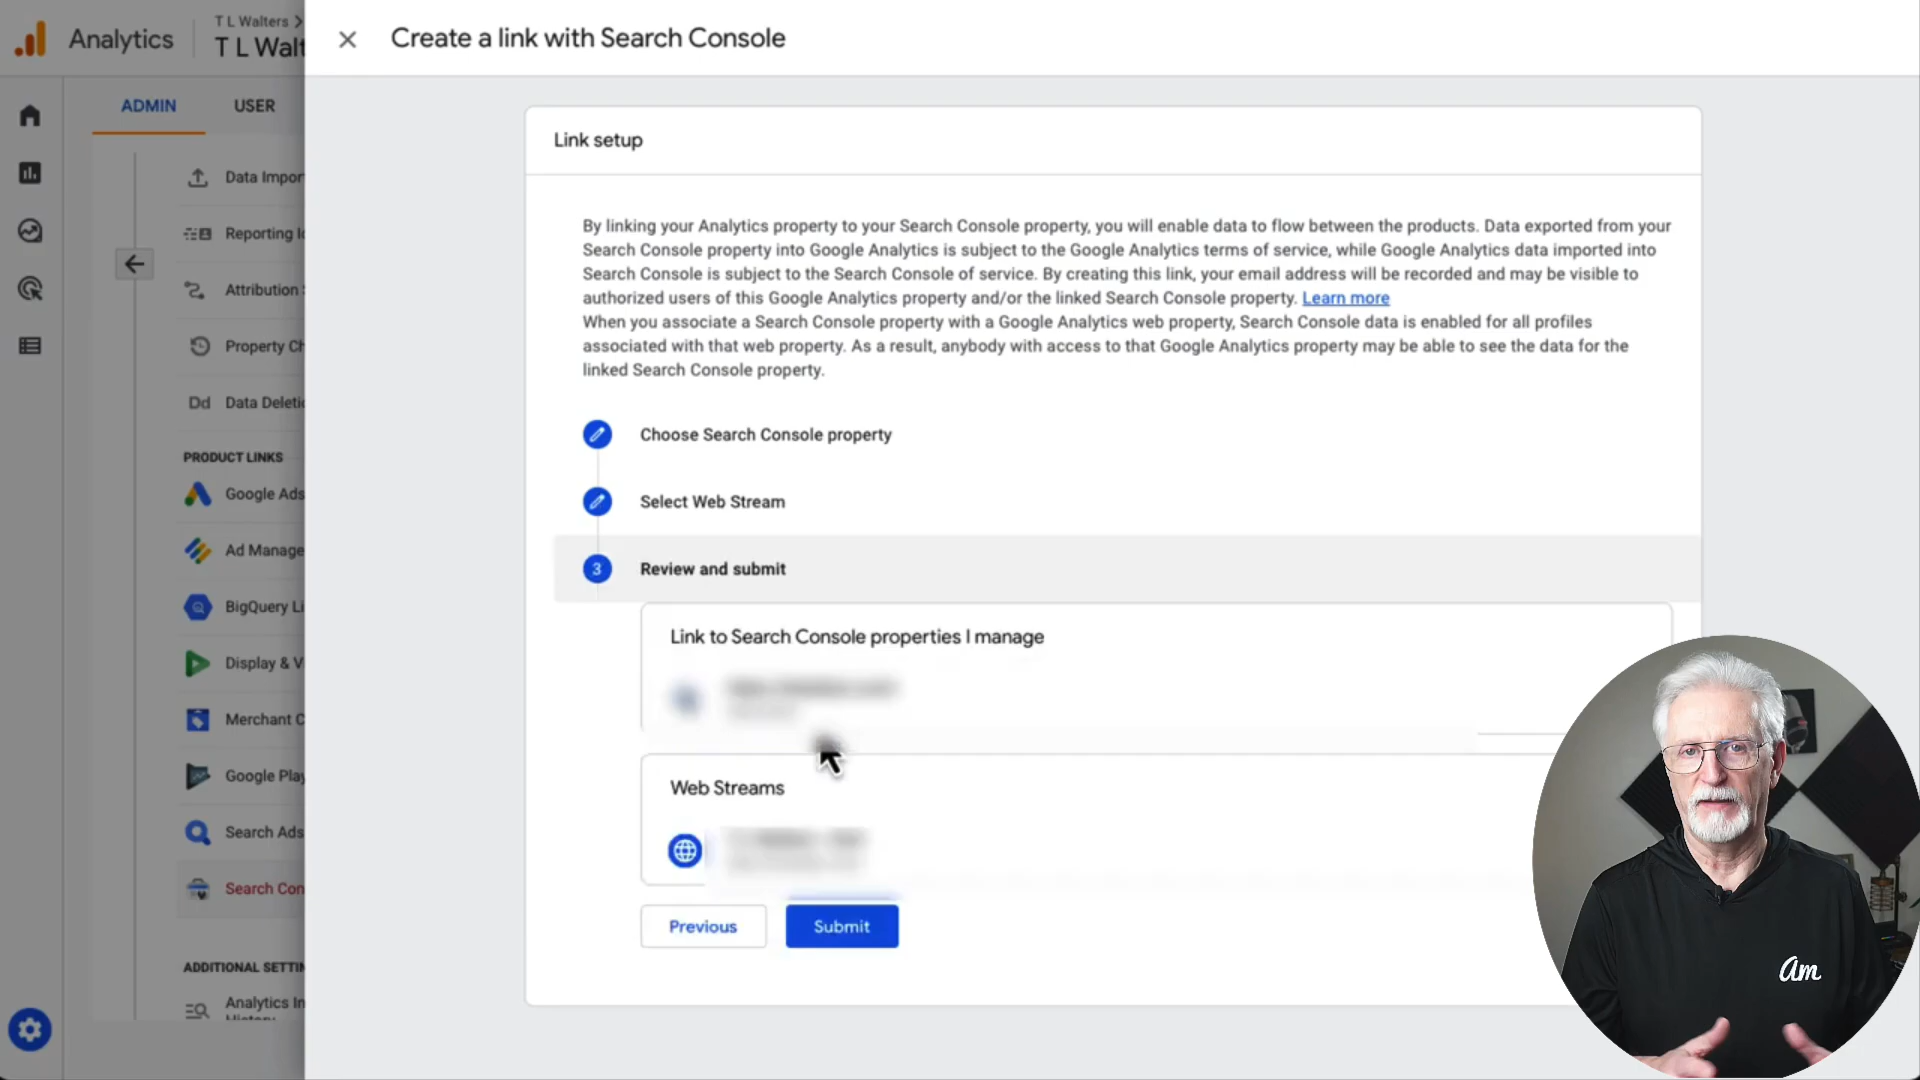 Analytics
T L Walters >
T L Walt
Create a link with Search Console
ADMIN
USER
Data Impor
Reporting Id
Attribution S
Property Ch
Dd
Data Deleti
PRODUCT LINKS
Google Ads
Ad Manage
BigQuery Li
Display & V
Merchant C
Google Play
Search Ads
Search Con
ADDITIONAL SETTIN
Analytics In
History
Link setup
By linking your Analytics property to your Search Console property, you will enable data to flow between the products. Data exported from your
Search Console property into Google Analytics is subject to the Google Analytics terms of service, while Google Analytics data imported into
Search Console is subject to the Search Console of service. By creating this link, your email address will be recorded and may be visible to
authorized users of this Google Analytics property and/or the linked Search Console property. Learn more
When you associate a Search Console property with a Google Analytics web property, Search Console data is enabled for all profiles
associated with that web property. As a result, anybody with access to that Google Analytics property may be able to see the data for the
linked Search Console property.
Choose Search Console property
Select Web Stream
3
Review and submit
Link to Search Console properties I manage
Web Streams
Previous
Submit
am